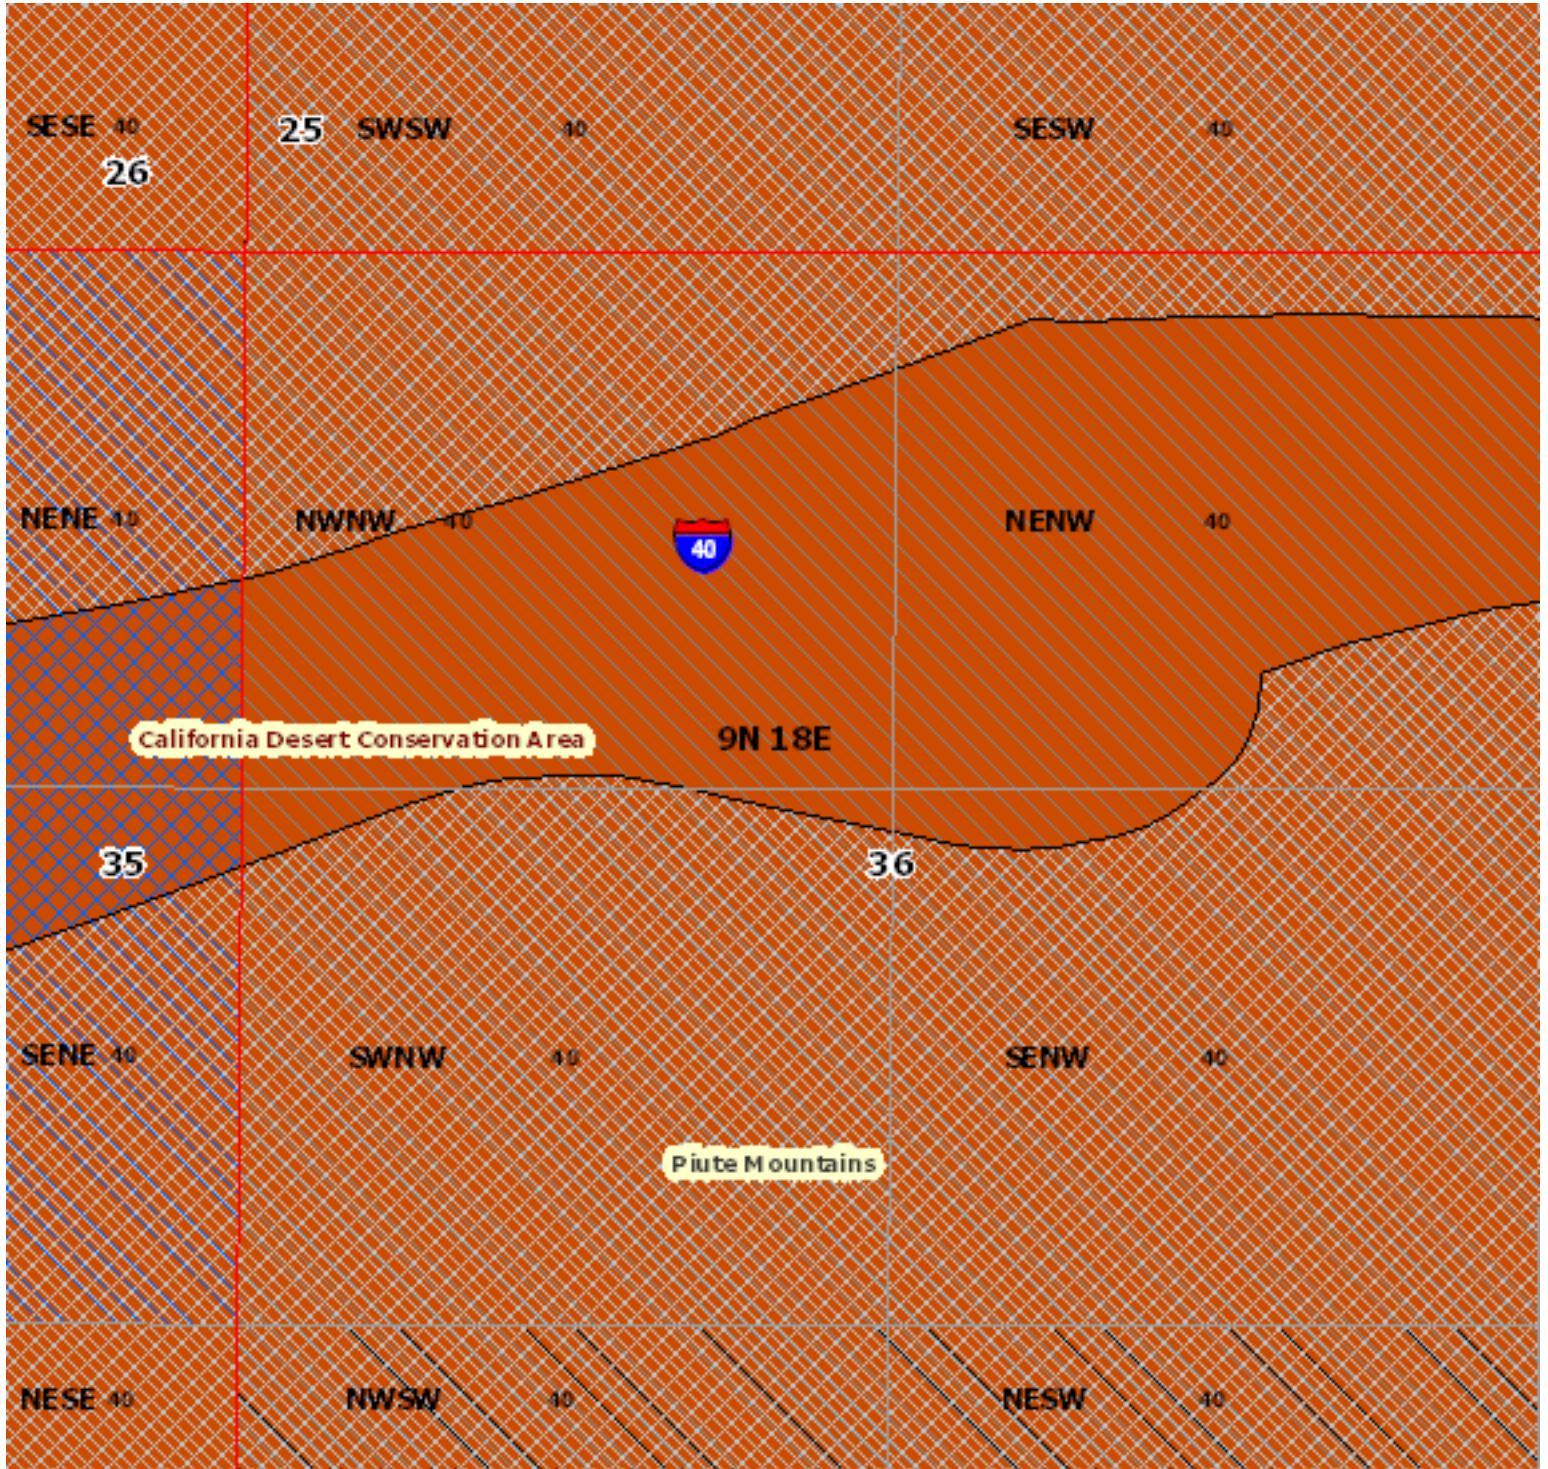 SESE 40
26
25 SWSW 40
SESW 40
NENE 40
NWNW 40
40
NENW 40
California Desert Conservation Area
9N 18E
35
36
SENE 40
SWNW 40
SENW 40
Piute Mountains
NESE 40
NWSW 40
NESW 40